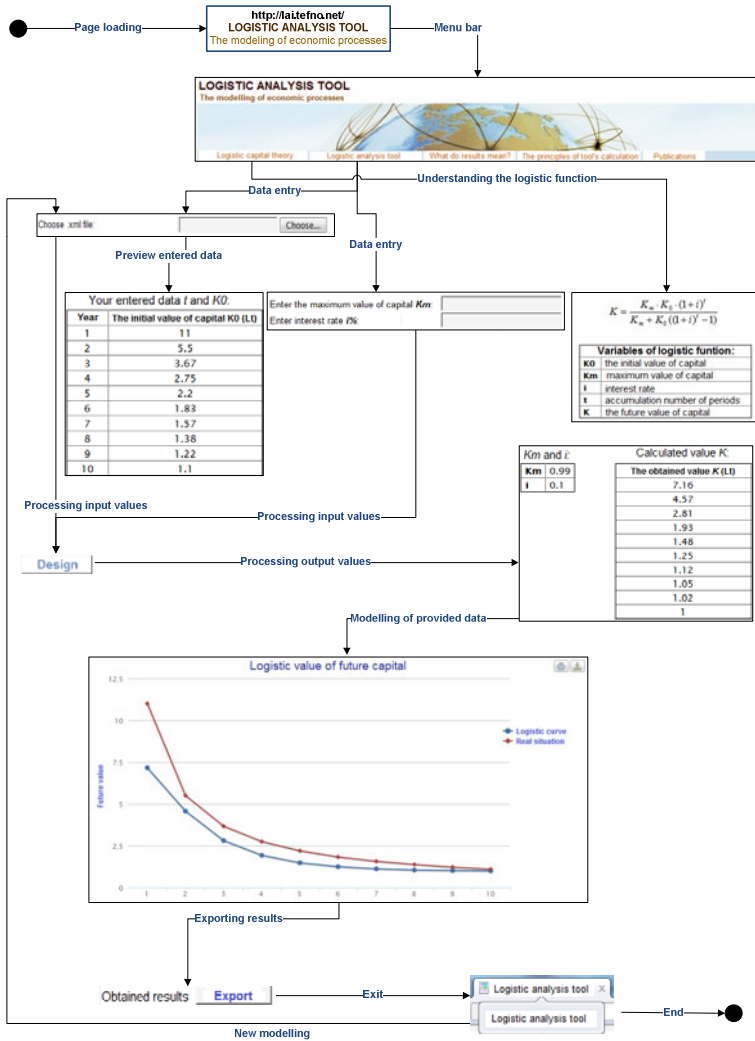 Page loading
http://lai.tefno.net/
LOGISTIC ANALYSIS TOOL
The modeling of economic processes
Menu bar
LOGISTIC ANALYSIS TOOL
The modelling of economic processes
Logistic capital theory
Logistic analysis tool
What do results mean?
The principles of tool's calculation
Publications
Understanding the logistic function
Data entry
Choose .xml file:
Choose...
Data entry
Preview entered data
Your entered data t and K0:
Year The initial value of capital K0 (Lt)
1 11
2 5.5
3 3.67
4 2.75
5 2.2
6 1.83
7 1.57
8 1.38
9 1.22
10 1.1
Enter the maximum value of capital Km:
Enter interest rate i%:
K = Km · K0 · (1+i)^t / Km + K0 ((1+i)^t −1)
Variables of logistic funtion:
K0 the initial value of capital
Km maximum value of capital
i interest rate
t accumulation number of periods
K the future value of capital
Km and i:
Km 0.99
i 0.1
Calculated value K:
The obtained value K (Lt)
7.16
4.57
2.81
1.93
1.48
1.25
1.12
1.05
1.02
1
Processing input values
Processing input values
Design
Processing output values
Modelling of provided data
Logistic value of future capital
12.5
10
7.5
5
2.5
0
Future value
Logistic curve
Real situation
1 2 3 4 5 6 7 8 9 10
Exporting results
Obtained results Export
Exit
Logistic analysis tool
Logistic analysis tool
End
New modelling